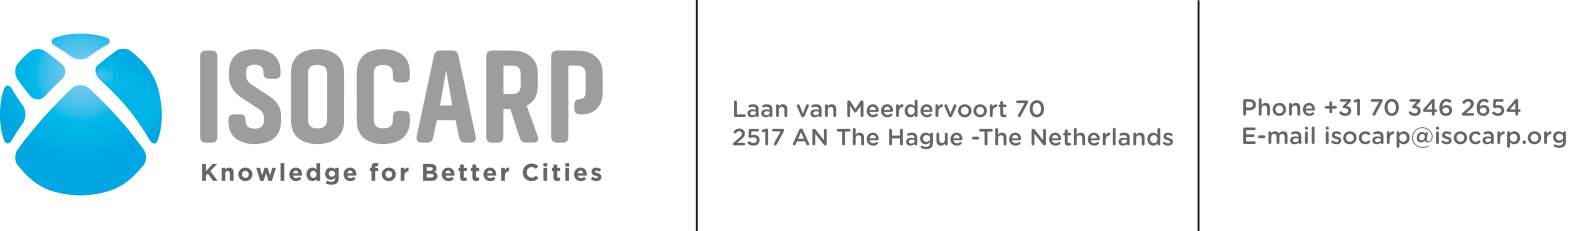 ISOCARP
Knowledge for Better Cities
Laan van Meerdervoort 70
2517 AN The Hague -The Netherlands
Phone +31 70 346 2654
E-mail isocarp@isocarp.org